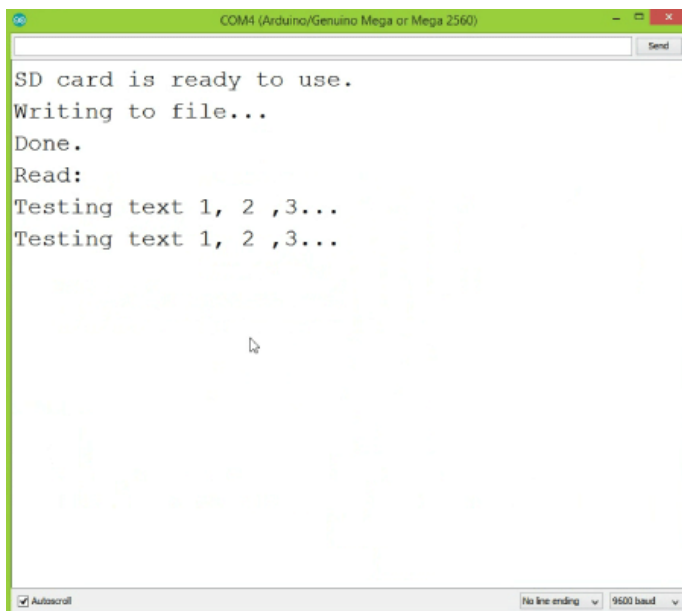 COM4 (Arduino/Genuino Mega or Mega 2560)
Send
SD card is ready to use.
Writing to file...
Done.
Read:
Testing text 1, 2 ,3...
Testing text 1, 2 ,3...
Autoscroll
No line ending
9600 baud